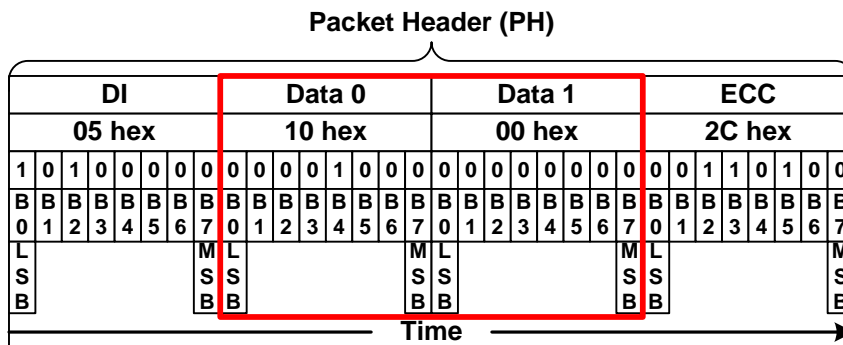 Packet Header (PH)
DI Data 0 Data 1 ECC
05 hex 10 hex 00 hex 2C hex
1 0 1 0 0 0 0 0 0 0 0 0 1 0 0 0 0 0 0 0 0 0 0 0 0 0 1 1 0 1 0 0
B0 B1 B2 B3 B4 B5 B6 B7 B0 B1 B2 B3 B4 B5 B6 B7 B0 B1 B2 B3 B4 B5 B6 B7 B0 B1 B2 B3 B4 B5 B6 B7
LSB MSB LSB MSB LSB MSB LSB MSB
Time